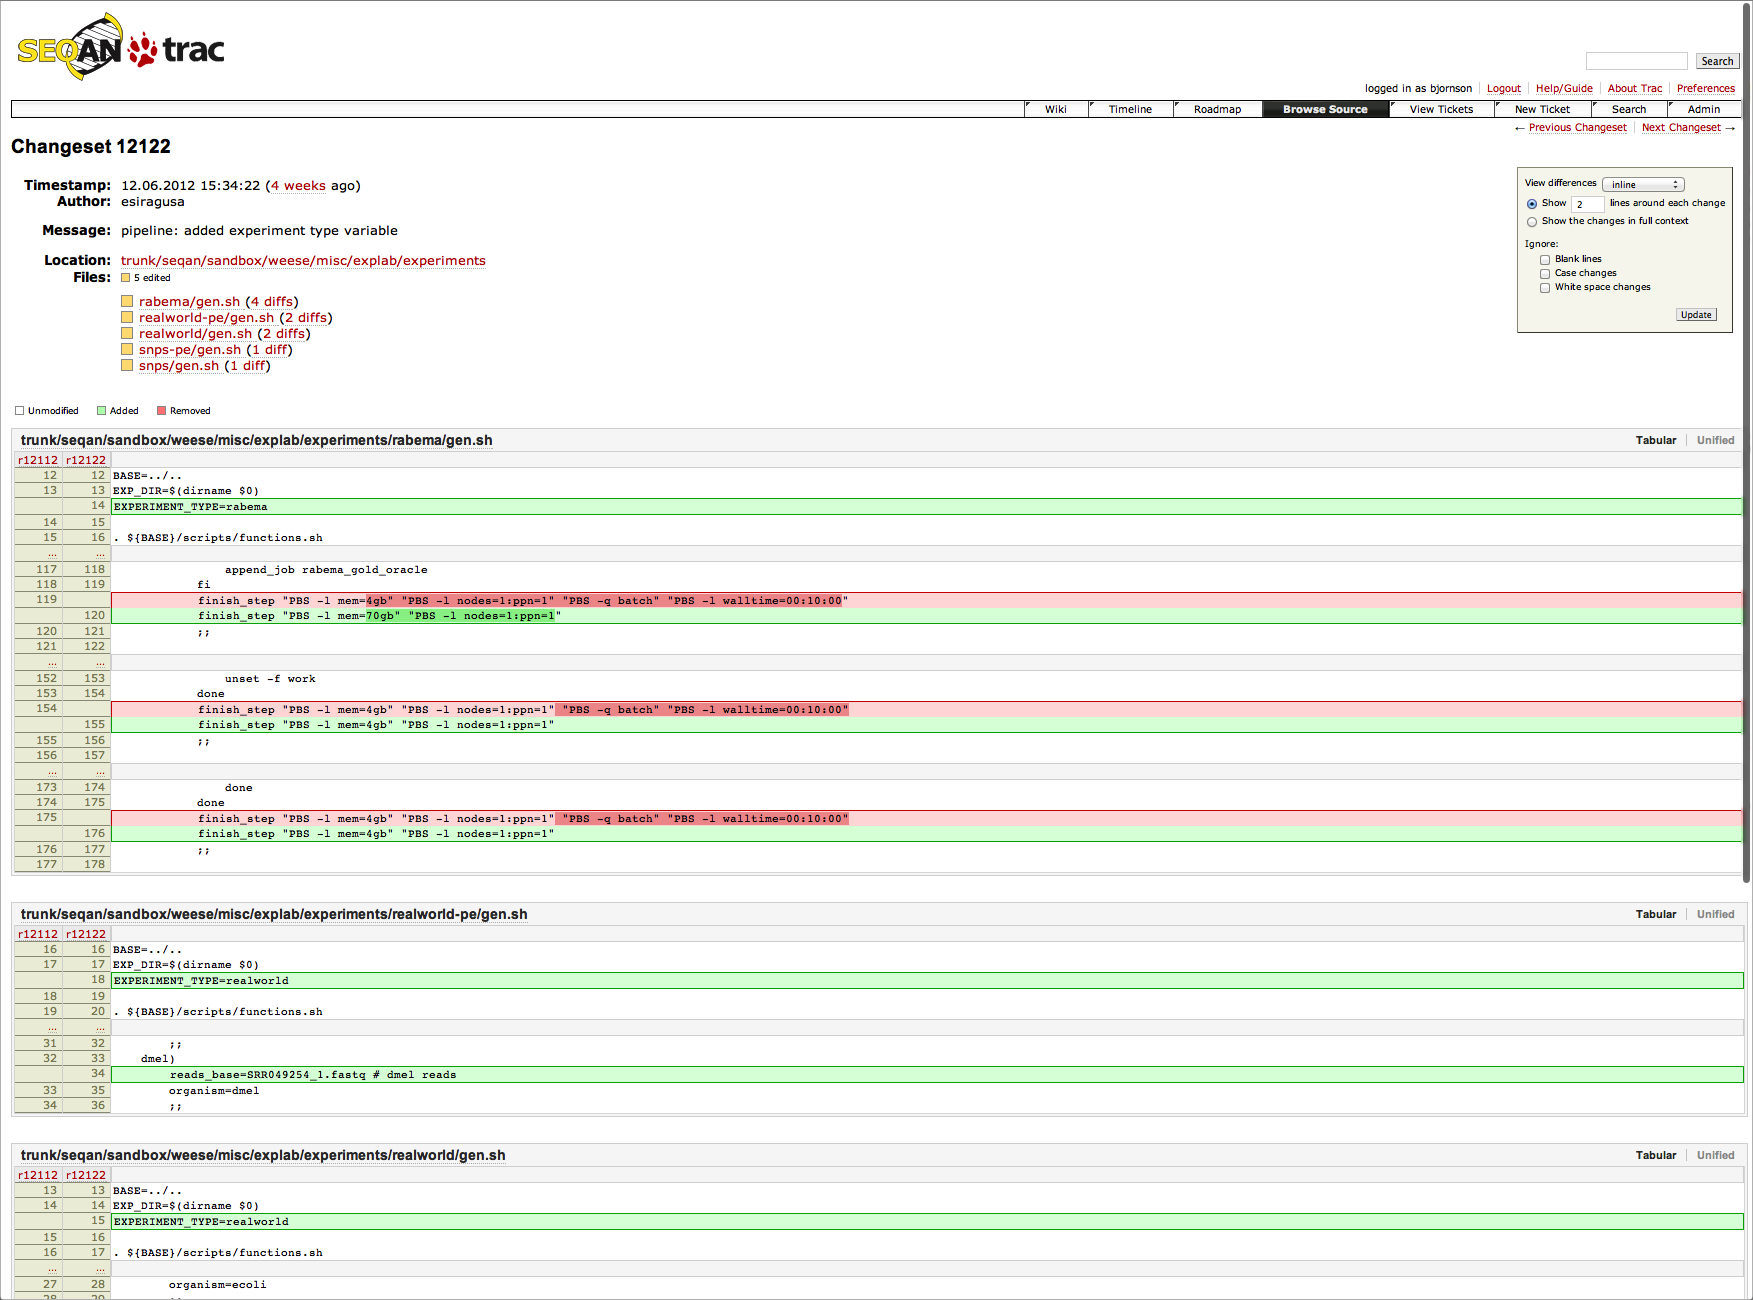 SEQAN trac
Search
logged in as bjornson Logout Help/Guide About Trac Preferences
Wiki Timeline Roadmap Browse Source View Tickets New Ticket Search Admin
← Previous Changeset Next Changeset →
Changeset 12122
Timestamp: 12.06.2012 15:34:22 (4 weeks ago)
Author: esiragusa
Message: pipeline: added experiment type variable
Location: trunk/seqan/sandbox/weese/misc/explab/experiments
Files: 5 edited
rabema/gen.sh (4 diffs)
realworld-pe/gen.sh (2 diffs)
realworld/gen.sh (2 diffs)
snps-pe/gen.sh (1 diff)
snps/gen.sh (1 diff)
View differences inline
Show 2 lines around each change
Show the changes in full context
Ignore:
Blank lines
Case changes
White space changes
Update
Unmodified Added Removed
trunk/seqan/sandbox/weese/misc/explab/experiments/rabema/gen.sh Tabular Unified
r12112 r12122
12 12 BASE=../..
13 13 EXP_DIR=$(dirname $0)
14 EXPERIMENT_TYPE=rabema
14 15
15 16 . ${BASE}/scripts/functions.sh
... ...
117 118 append_job rabema_gold_oracle
118 119 fi
119 finish_step "PBS -l mem=4gb" "PBS -l nodes=1:ppn=1" "PBS -q batch" "PBS -l walltime=00:10:00"
120 finish_step "PBS -l mem=70gb" "PBS -l nodes=1:ppn=1"
120 121 ;;
121 122
... ...
152 153 unset -f work
153 154 done
154 finish_step "PBS -l mem=4gb" "PBS -l nodes=1:ppn=1" "PBS -q batch" "PBS -l walltime=00:10:00"
155 finish_step "PBS -l mem=4gb" "PBS -l nodes=1:ppn=1"
155 156 ;;
156 157
... ...
173 174 done
174 175 done
175 finish_step "PBS -l mem=4gb" "PBS -l nodes=1:ppn=1" "PBS -q batch" "PBS -l walltime=00:10:00"
176 finish_step "PBS -l mem=4gb" "PBS -l nodes=1:ppn=1"
176 177 ;;
177 178
trunk/seqan/sandbox/weese/misc/explab/experiments/realworld-pe/gen.sh Tabular Unified
r12112 r12122
16 16 BASE=../..
17 17 EXP_DIR=$(dirname $0)
18 EXPERIMENT_TYPE=realworld
18 19
19 20 . ${BASE}/scripts/functions.sh
... ...
31 32 ;;
32 33 dmel)
34 reads_base=SRR049254_1.fastq # dmel reads
33 35 organism=dmel
34 36 ;;
trunk/seqan/sandbox/weese/misc/explab/experiments/realworld/gen.sh Tabular Unified
r12112 r12122
13 13 BASE=../..
14 14 EXP_DIR=$(dirname $0)
15 EXPERIMENT_TYPE=realworld
15 16
16 17 . ${BASE}/scripts/functions.sh
... ...
27 28 organism=ecoli
28 29 ;;